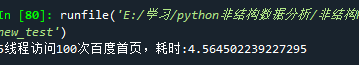 In [80]: runfile('E:/学习/python非结构数据分析/非结构
new_test')
5线程访问100次百度首页，耗时:4.564502239227295